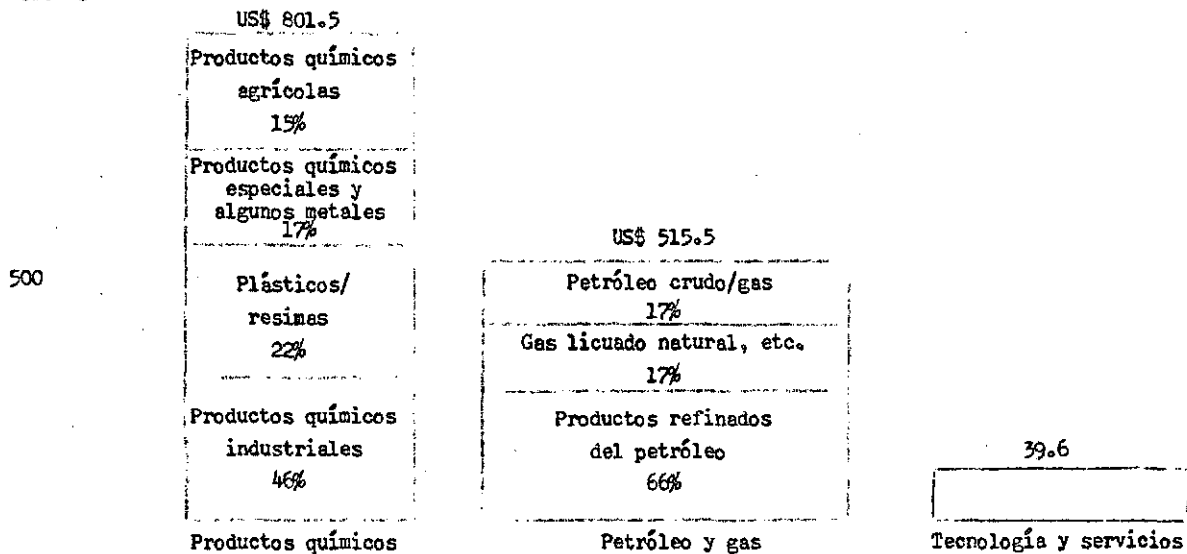 US$ 801.5
Productos químicos
agrícolas
15%
Productos químicos
especiales y
algunos metales
17%
500
Plásticos/
resinas
22%
Productos químicos
industriales
46%
Productos químicos
US$ 515.5
Petróleo crudo/gas
17%
Gas licuado natural, etc.
17%
Productos refinados
del petróleo
66%
Petróleo y gas
39.6
Tecnología y servicios